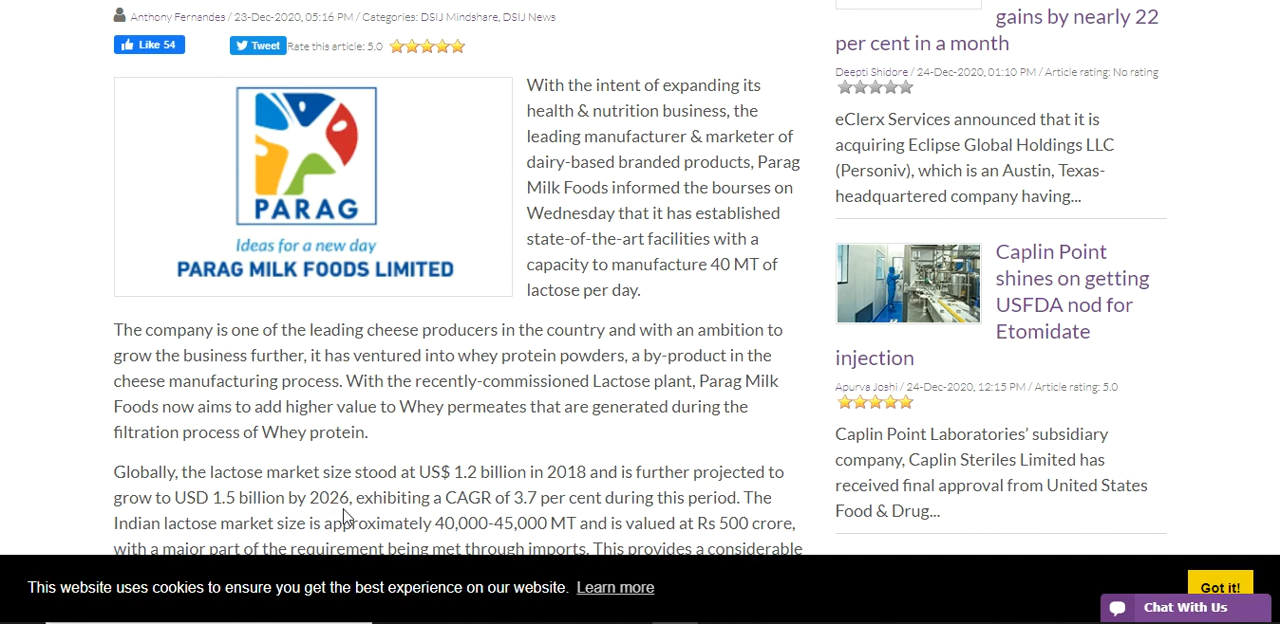 Anthony Fernandes / 23-Dec-2020, 05:16 PM / Categories: DSIJ Mindshare, DSIJ News
Like 54
Tweet
Rate this article: 5.0
PARAG
Ideas for a new day
PARAG MILK FOODS LIMITED
With the intent of expanding its
health & nutrition business, the
leading manufacturer & marketer of
dairy-based branded products, Parag
Milk Foods informed the bourses on
Wednesday that it has established
state-of-the-art facilities with a
capacity to manufacture 40 MT of
lactose per day.
The company is one of the leading cheese producers in the country and with an ambition to
grow the business further, it has ventured into whey protein powders, a by-product in the
cheese manufacturing process. With the recently-commissioned Lactose plant, Parag Milk
Foods now aims to add higher value to Whey permeates that are generated during the
filtration process of Whey protein.
Globally, the lactose market size stood at US$ 1.2 billion in 2018 and is further projected to
grow to USD 1.5 billion by 2026, exhibiting a CAGR of 3.7 per cent during this period. The
Indian lactose market size is approximately 40,000-45,000 MT and is valued at Rs 500 crore,
with a major part of the requirement being met through imports. This provides a considerable
gains by nearly 22
per cent in a month
Deepti Shidore / 24-Dec-2020, 01:10 PM / Article rating: No rating
eClerx Services announced that it is
acquiring Eclipse Global Holdings LLC
(Personiv), which is an Austin, Texas-
headquartered company having...
Caplin Point
shines on getting
USFDA nod for
Etomidate
injection
Apurva Joshi / 24-Dec-2020, 12:15 PM / Article rating: 5.0
Caplin Point Laboratories’ subsidiary
company, Caplin Steriles Limited has
received final approval from United States
Food & Drug...
This website uses cookies to ensure you get the best experience on our website. Learn more
Got it!
Chat With Us